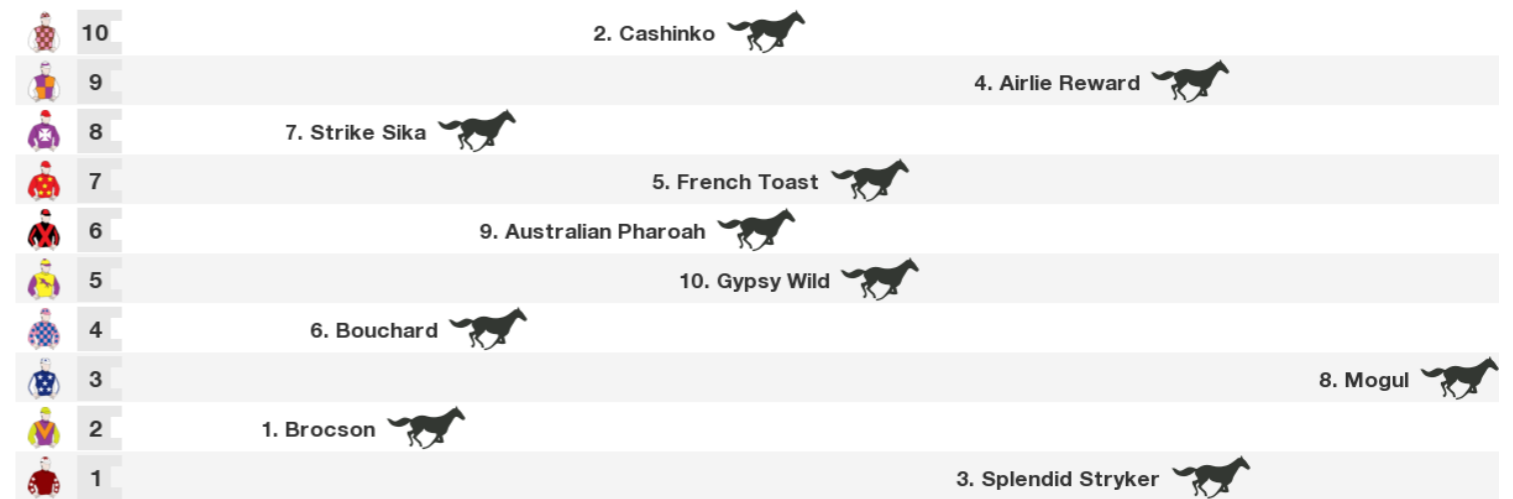 10 2. Cashinko
9 4. Airlie Reward
8 7. Strike Sika
7 5. French Toast
6 9. Australian Pharoah
5 10. Gypsy Wild
4 6. Bouchard
3 8. Mogul
2 1. Brocson
1 3. Splendid Stryker